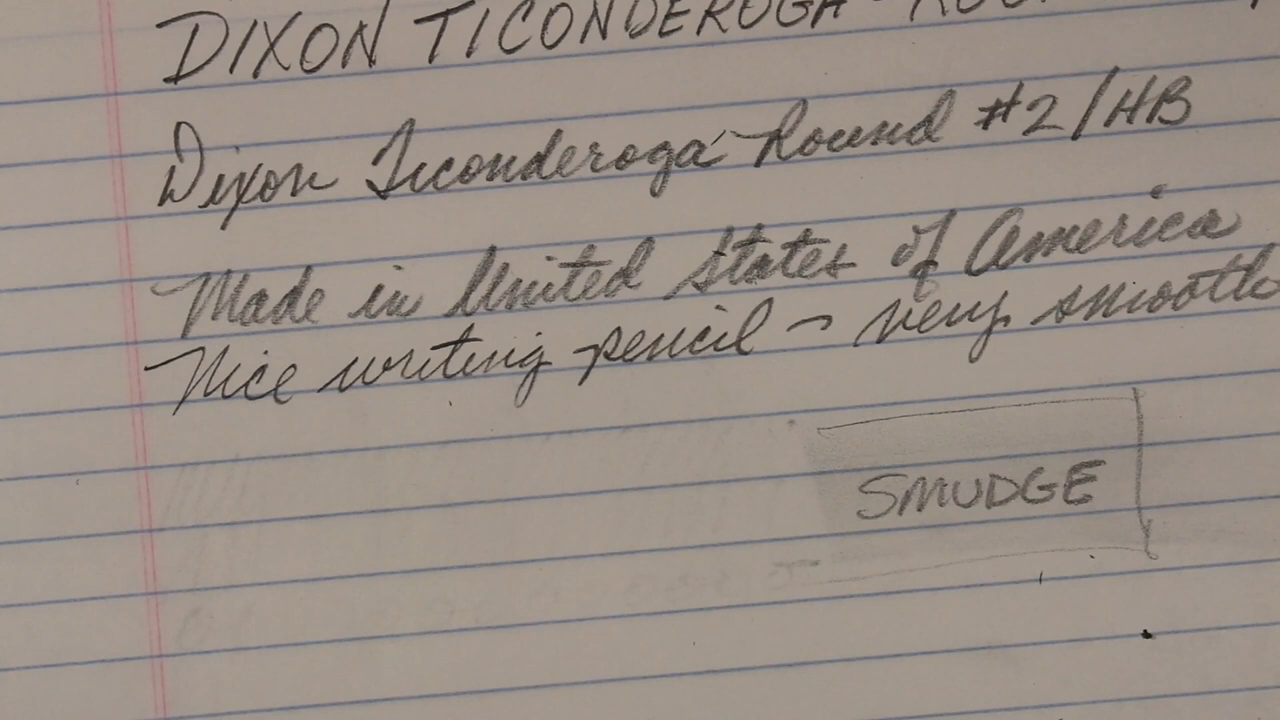 DIXON TICONDEROGA
Dixon Ticonderoga - Round #2/HB
Made in United States of America
Nice writing pencil - very smooth
SMUDGE